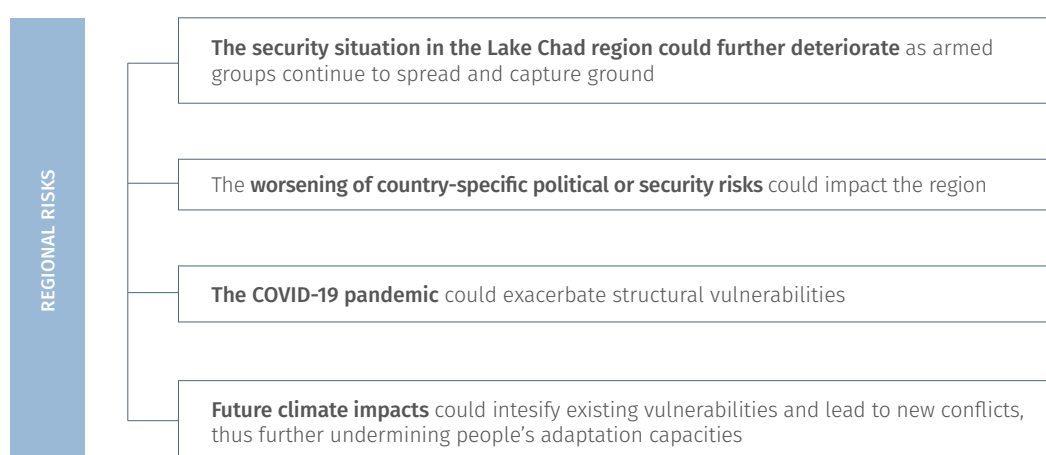 REGIONAL RISKS
The security situation in the Lake Chad region could further deteriorate as armed
groups continue to spread and capture ground
The worsening of country-specific political or security risks could impact the region
The COVID-19 pandemic could exacerbate structural vulnerabilities
Future climate impacts could intesify existing vulnerabilities and lead to new conflicts,
thus further undermining people’s adaptation capacities